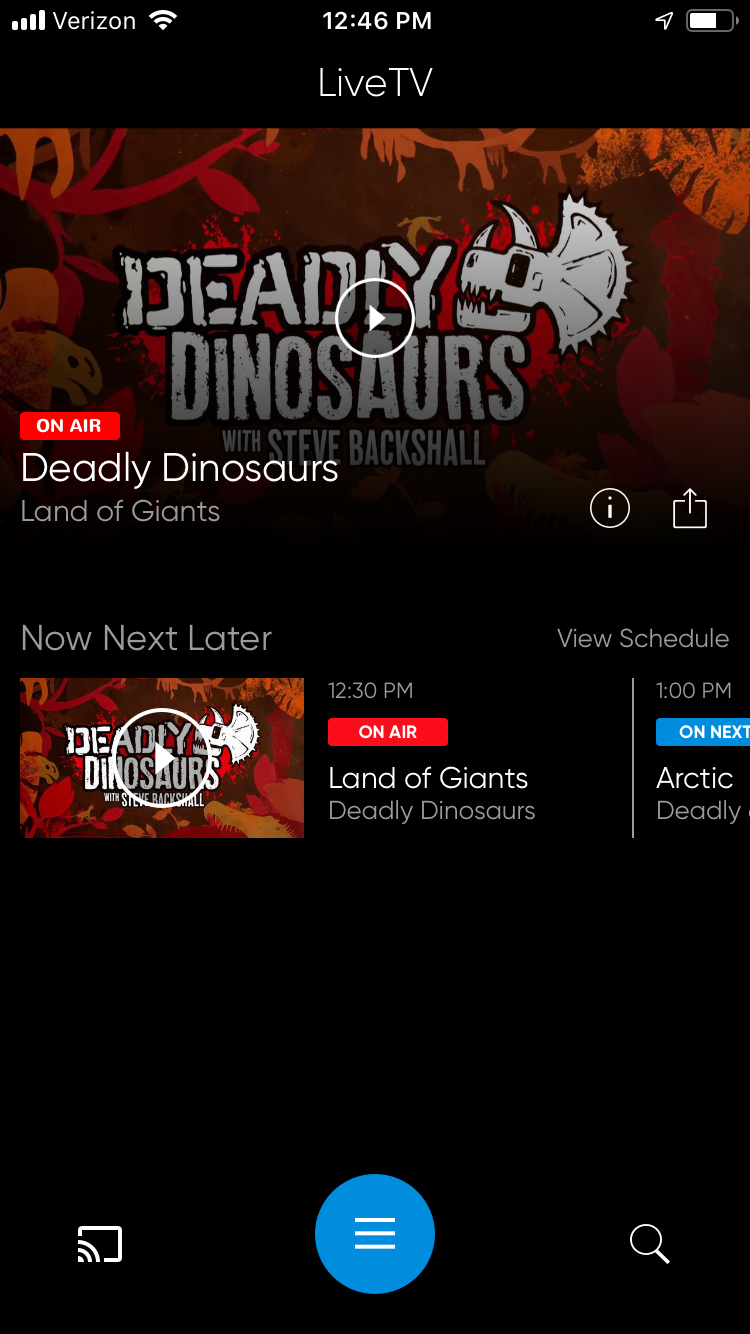 Verizon 12:46 PM
LiveTV
DEADLY
DINOSAURS
WITH STEVE BACKSHALL
ON AIR
Deadly Dinosaurs
Land of Giants
Now Next Later View Schedule
DEADLY
DINOSAURS
WITH STEVE BACKSHALL
12:30 PM
ON AIR
Land of Giants
Deadly Dinosaurs
1:00 PM
ON NEXT
Arctic
Deadly